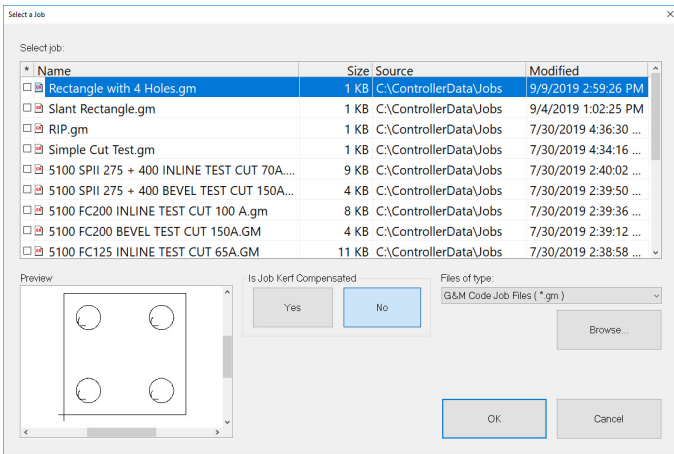 Select a Job
Select job:
* Name Size Source Modified
Rectangle with 4 Holes.gm 1 KB C:\ControllerData\Jobs 9/9/2019 2:59:26 PM
Slant Rectangle.gm 1 KB C:\ControllerData\Jobs 9/4/2019 1:02:25 PM
RIP.gm 1 KB C:\ControllerData\Jobs 7/30/2019 4:36:30 ...
Simple Cut Test.gm 1 KB C:\ControllerData\Jobs 7/30/2019 4:34:16 ...
5100 SPII 275 + 400 INLINE TEST CUT 70A.... 9 KB C:\ControllerData\Jobs 7/30/2019 2:40:02 ...
5100 SPII 275 + 400 BEVEL TEST CUT 150A.... 4 KB C:\ControllerData\Jobs 7/30/2019 2:39:50 ...
5100 FC200 INLINE TEST CUT 100 A.gm 8 KB C:\ControllerData\Jobs 7/30/2019 2:39:36 ...
5100 FC200 BEVEL TEST CUT 150A.GM 4 KB C:\ControllerData\Jobs 7/30/2019 2:39:12 ...
5100 FC125 INLINE TEST CUT 65A.GM 11 KB C:\ControllerData\Jobs 7/30/2019 2:38:58 ...
Preview Is Job Kerf Compensated Files of type:
G&M Code Job Files ( *.gm )
Yes No
Browse...
OK Cancel